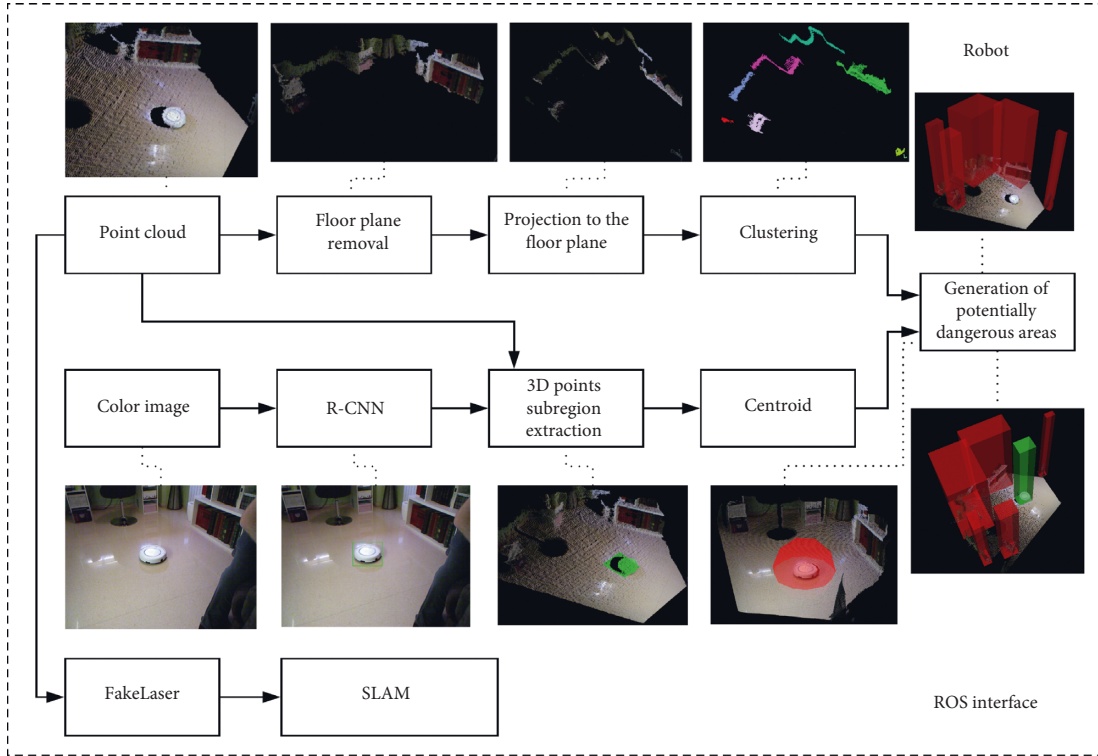 Robot
Point cloud
Floor plane
removal
Projection to the
floor plane
Clustering
Generation of
potentially
dangerous areas
Color image
R-CNN
3D points
subregion
extraction
Centroid
FakeLaser
SLAM
ROS interface